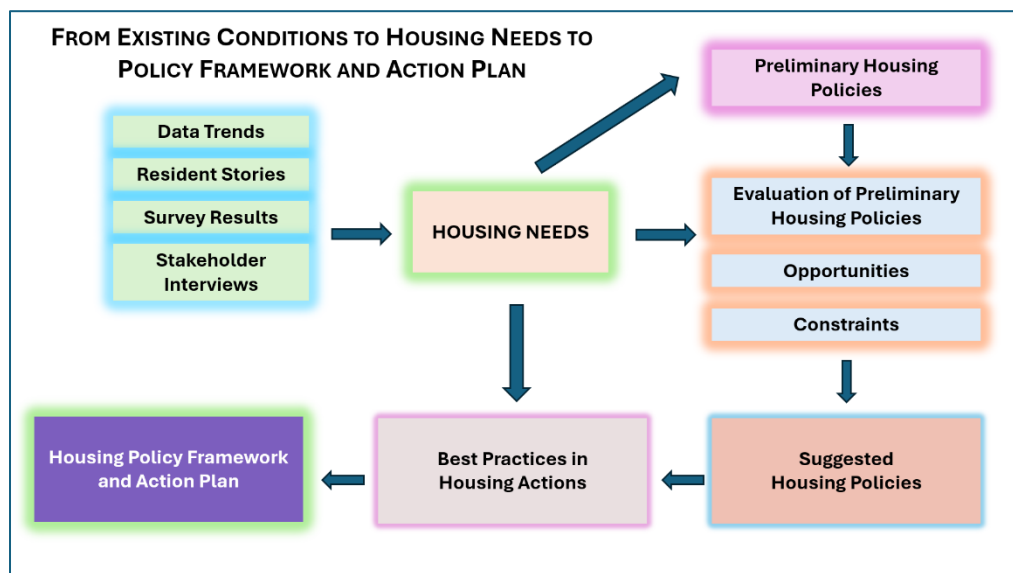 FROM EXISTING CONDITIONS TO HOUSING NEEDS TO
POLICY FRAMEWORK AND ACTION PLAN
Data Trends
Resident Stories
Survey Results
Stakeholder
Interviews
HOUSING NEEDS
Preliminary Housing
Policies
Evaluation of Preliminary
Housing Policies
Opportunities
Constraints
Suggested
Housing Policies
Best Practices in
Housing Actions
Housing Policy Framework
and Action Plan